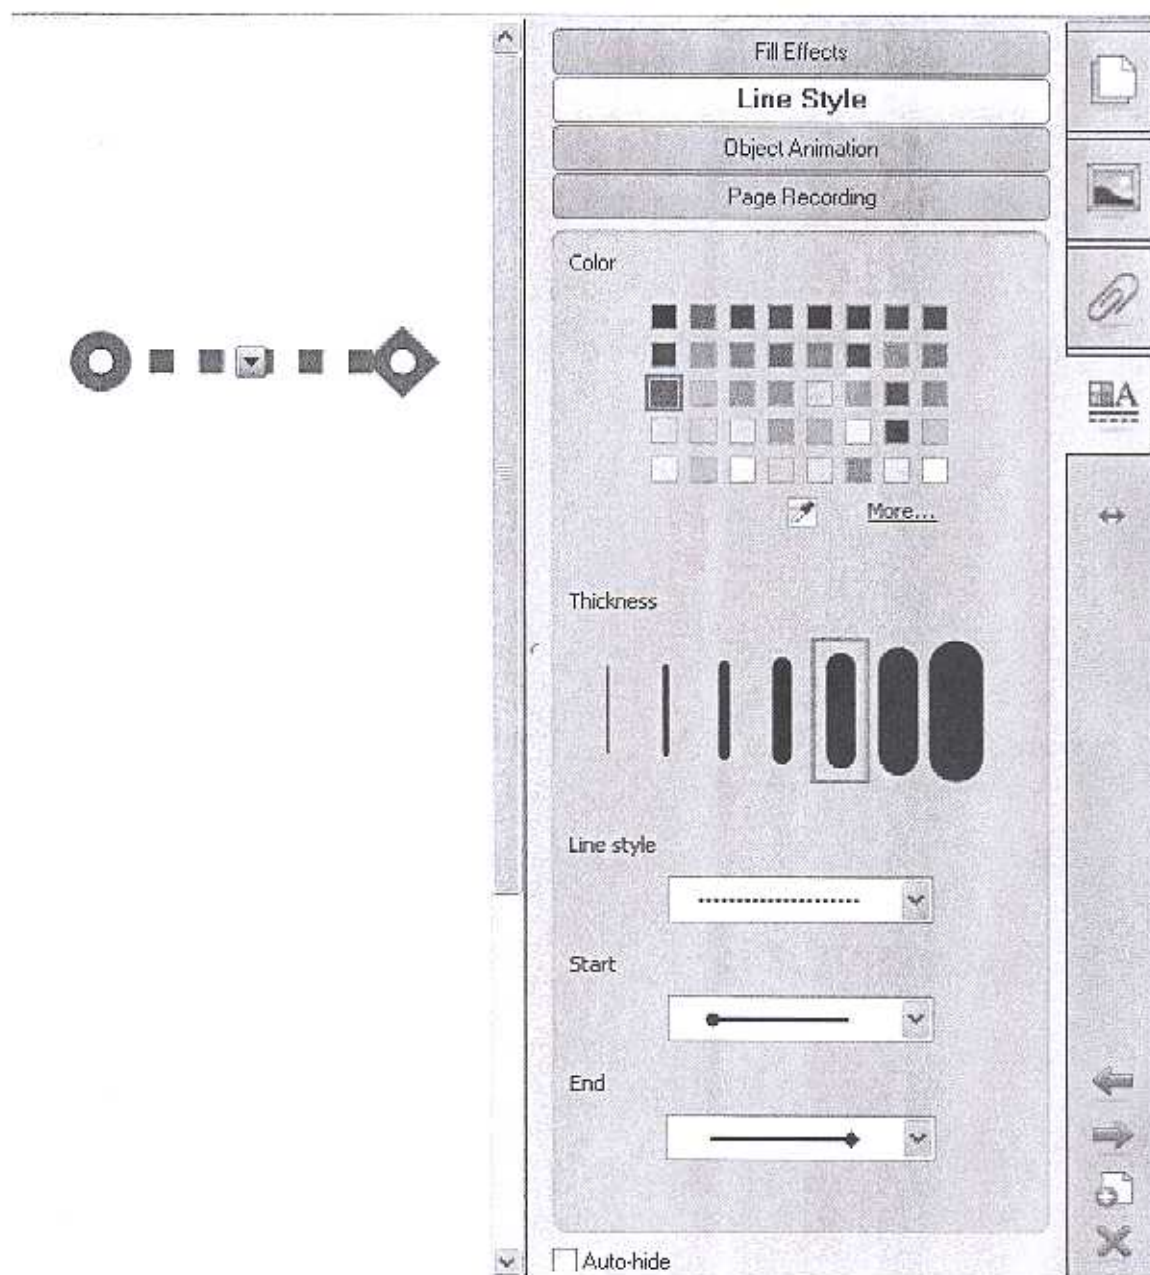 Fill Effects
Line Style
Object Animation
Page Recording
Color
More...
Thickness
Line style
Start
End
Auto-hide
A